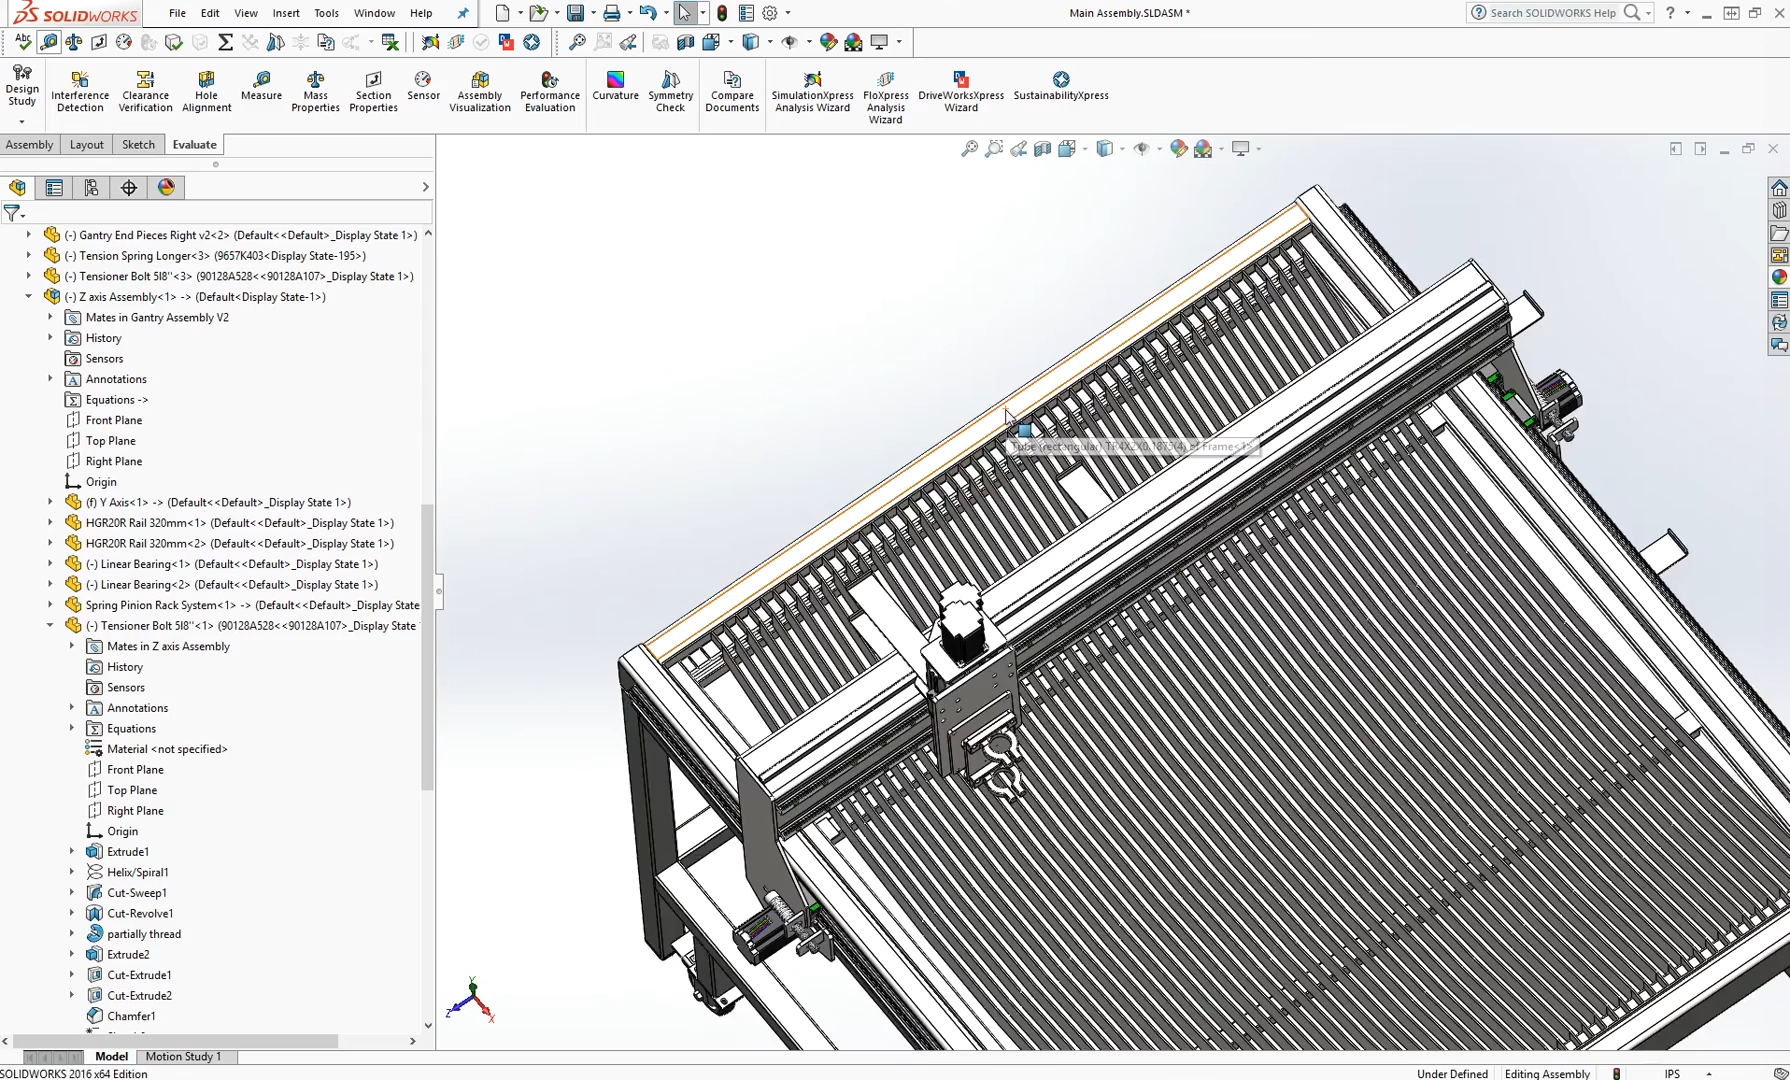 SOLIDWORKS File Edit View Insert Tools Window Help Main Assembly.SLDASM * Search SOLIDWORKS Help
Design Study
Interference Detection
Clearance Verification
Hole Alignment
Measure
Mass Properties
Section Properties
Sensor
Assembly Visualization
Performance Evaluation
Curvature
Symmetry Check
Compare Documents
SimulationXpress Analysis Wizard
FloXpress Analysis Wizard
DriveWorksXpress Wizard
SustainabilityXpress
Assembly Layout Sketch Evaluate
(-) Gantry End Pieces Right v2<2> (Default<<Default>_Display State 1>)
(-) Tension Spring Longer<3> (9657K403<Display State-195>)
(-) Tensioner Bolt 5I8''<3> (90128A528<<90128A107>_Display State 1>)
(-) Z axis Assembly<1> -> (Default<Display State-1>)
Mates in Gantry Assembly V2
History
Sensors
Annotations
Equations ->
Front Plane
Top Plane
Right Plane
Origin
(f) Y Axis<1> -> (Default<<Default>_Display State 1>)
HGR20R Rail 320mm<1> (Default<<Default>_Display State 1>)
HGR20R Rail 320mm<2> (Default<<Default>_Display State 1>)
(-) Linear Bearing<1> (Default<<Default>_Display State 1>)
(-) Linear Bearing<2> (Default<<Default>_Display State 1>)
Spring Pinion Rack System<1> -> (Default<<Default>_Display State
(-) Tensioner Bolt 5I8''<1> (90128A528<<90128A107>_Display State
Mates in Z axis Assembly
History
Sensors
Annotations
Equations
Material <not specified>
Front Plane
Top Plane
Right Plane
Origin
Extrude1
Helix/Spiral1
Cut-Sweep1
Cut-Revolve1
partially thread
Extrude2
Cut-Extrude1
Cut-Extrude2
Chamfer1
Tube (rectangular) TR4X2X0.1875(4) of Frame<1>
Y
Z
X
Model Motion Study 1
SOLIDWORKS 2016 x64 Edition Under Defined Editing Assembly IPS